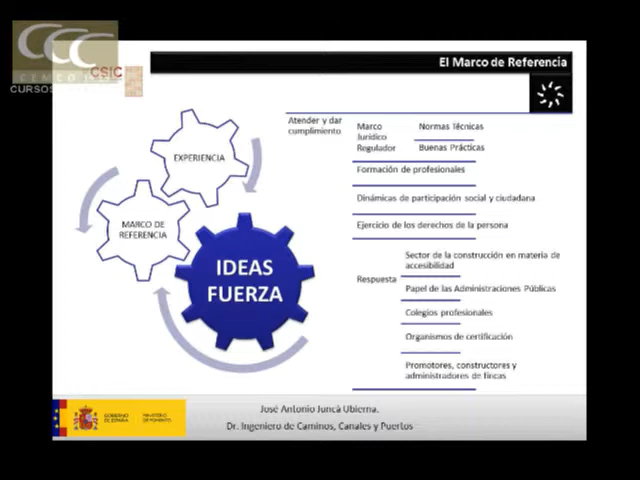 CCC
CEMCO
CSIC
CURSOS
El Marco de Referencia
Atender y dar
cumplimiento
Marco
Jurídico
Regulador
Normas Técnicas
Buenas Prácticas
Formación de profesionales
Dinámicas de participación social y ciudadana
Ejercicio de los derechos de la persona
Respuesta
Sector de la construcción en materia de
accesibilidad
Papel de las Administraciones Públicas
Colegios profesionales
Organismos de certificación
Promotores, constructores y
administradores de fincas
EXPERIENCIA
MARCO DE
REFERENCIA
IDEAS
FUERZA
GOBIERNO
DE ESPAÑA
MINISTERIO
DE FOMENTO
José Antonio Juncà Ubierna.
Dr. Ingeniero de Caminos, Canales y Puertos